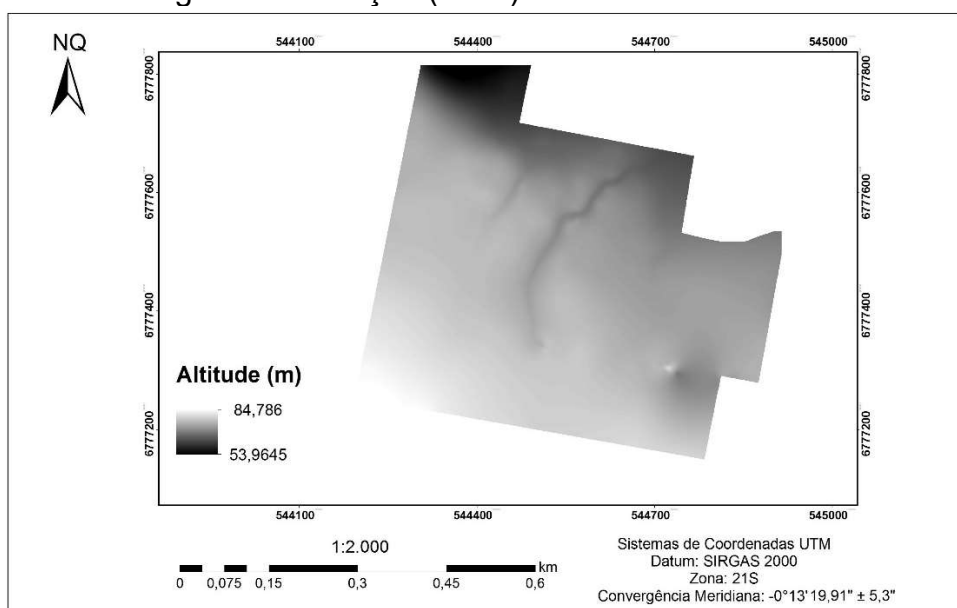 NQ
544100 544400 544700 545000
6777800 6777800
6777600 6777600
6777400 6777400
6777200 6777200
Altitude (m)
84,786
53,9645
544100 544400 544700 545000
1:2.000
km
0 0,075 0,15 0,3 0,45 0,6
Sistemas de Coordenadas UTM
Datum: SIRGAS 2000
Zona: 21S
Convergência Meridiana: -0°13'19,91" ± 5,3"